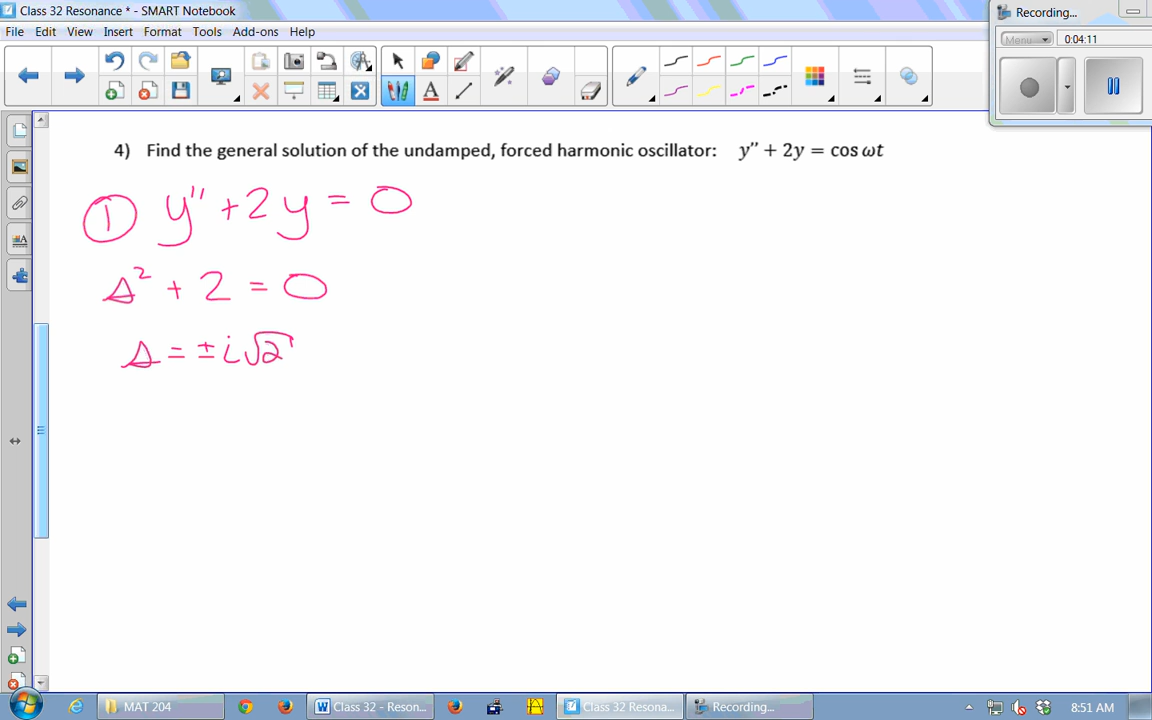 Class 32 Resonance * - SMART Notebook
Recording...
File Edit View Insert Format Tools Add-ons Help
Menu
0:04:11
4) Find the general solution of the undamped, forced harmonic oscillator: y″ + 2y = cos ωt
① y″ + 2y = 0
s² + 2 = 0
s = ± i√2
MAT 204
Class 32 - Reson...
Class 32 Resona...
Recording...
8:51 AM